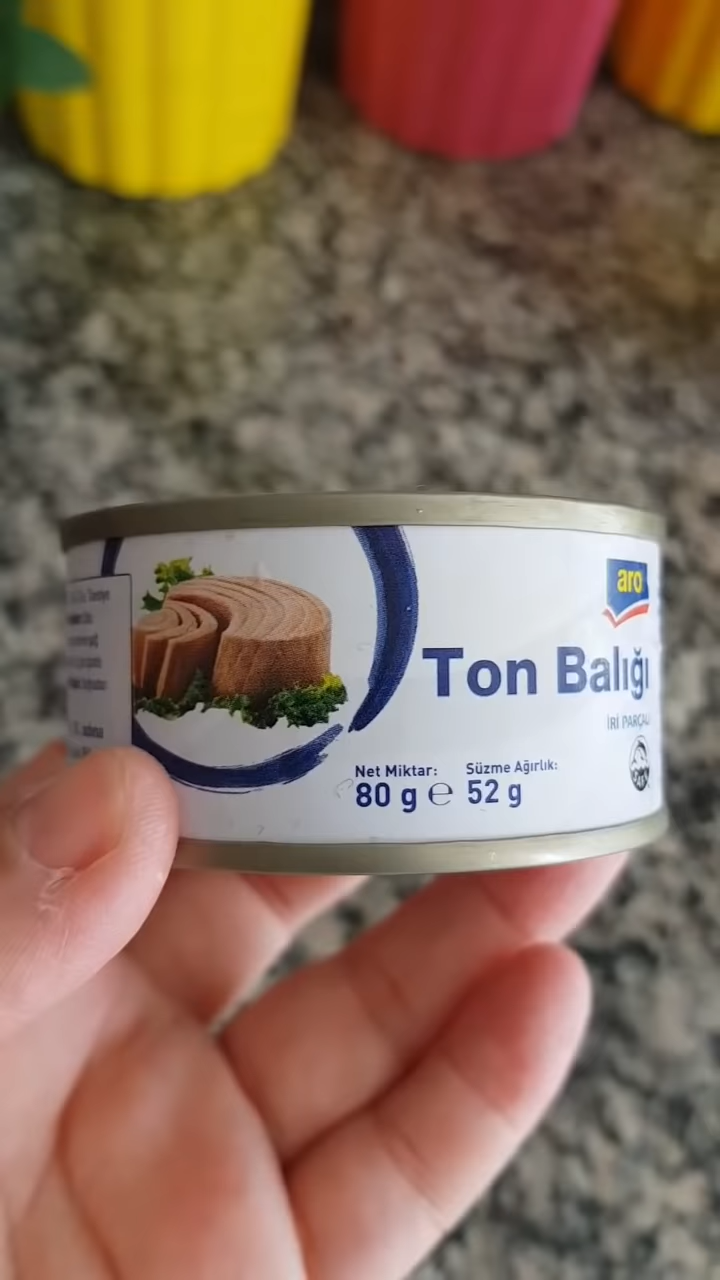 aro
Ton Balığı
İRİ PARÇALI
Net Miktar: Süzme Ağırlık:
80 g ℮ 52 g